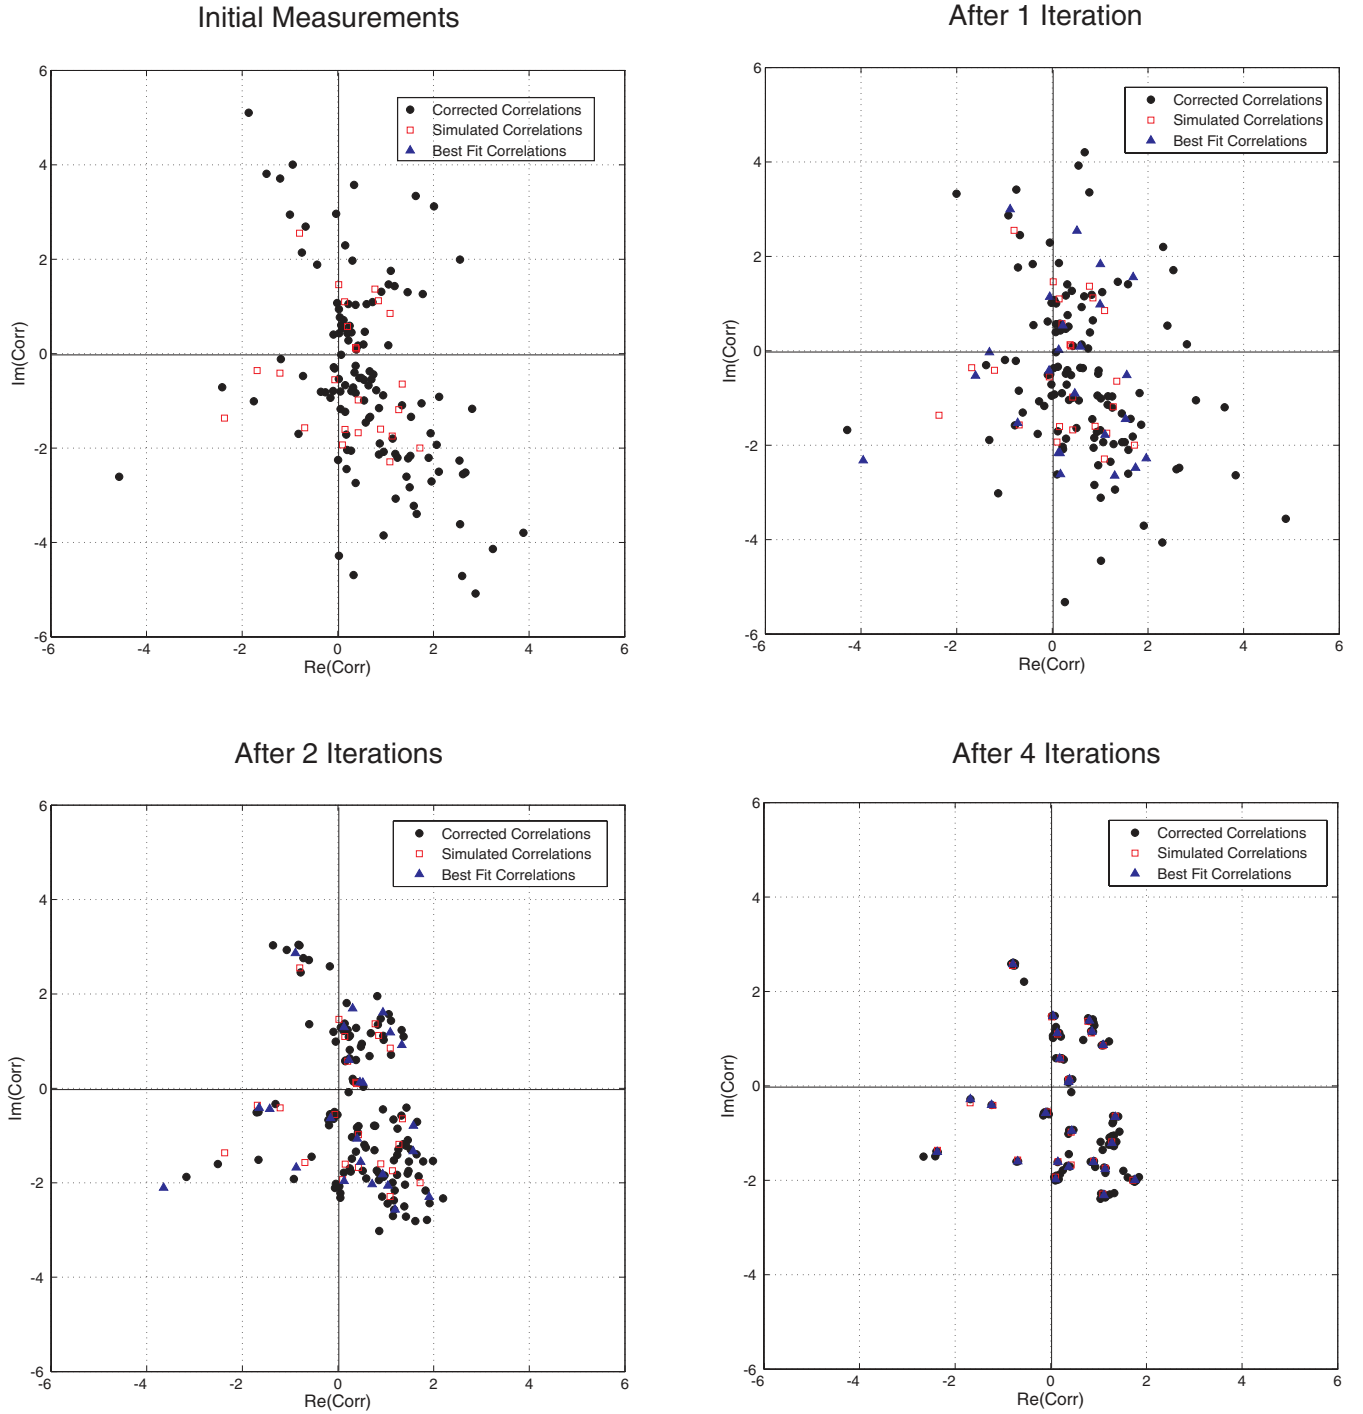 Initial Measurements
6
4
2
0
-2
-4
-6
-6
-4
-2
0
2
4
6
Im(Corr)
Re(Corr)
Corrected Correlations
Simulated Correlations
Best Fit Correlations
After 1 Iteration
6
4
2
0
-2
-4
-6
-6
-4
-2
0
2
4
6
Im(Corr)
Re(Corr)
Corrected Correlations
Simulated Correlations
Best Fit Correlations
After 2 Iterations
6
4
2
0
-2
-4
-6
-6
-4
-2
0
2
4
6
Im(Corr)
Re(Corr)
Corrected Correlations
Simulated Correlations
Best Fit Correlations
After 4 Iterations
6
4
2
0
-2
-4
-6
-6
-4
-2
0
2
4
6
Im(Corr)
Re(Corr)
Corrected Correlations
Simulated Correlations
Best Fit Correlations